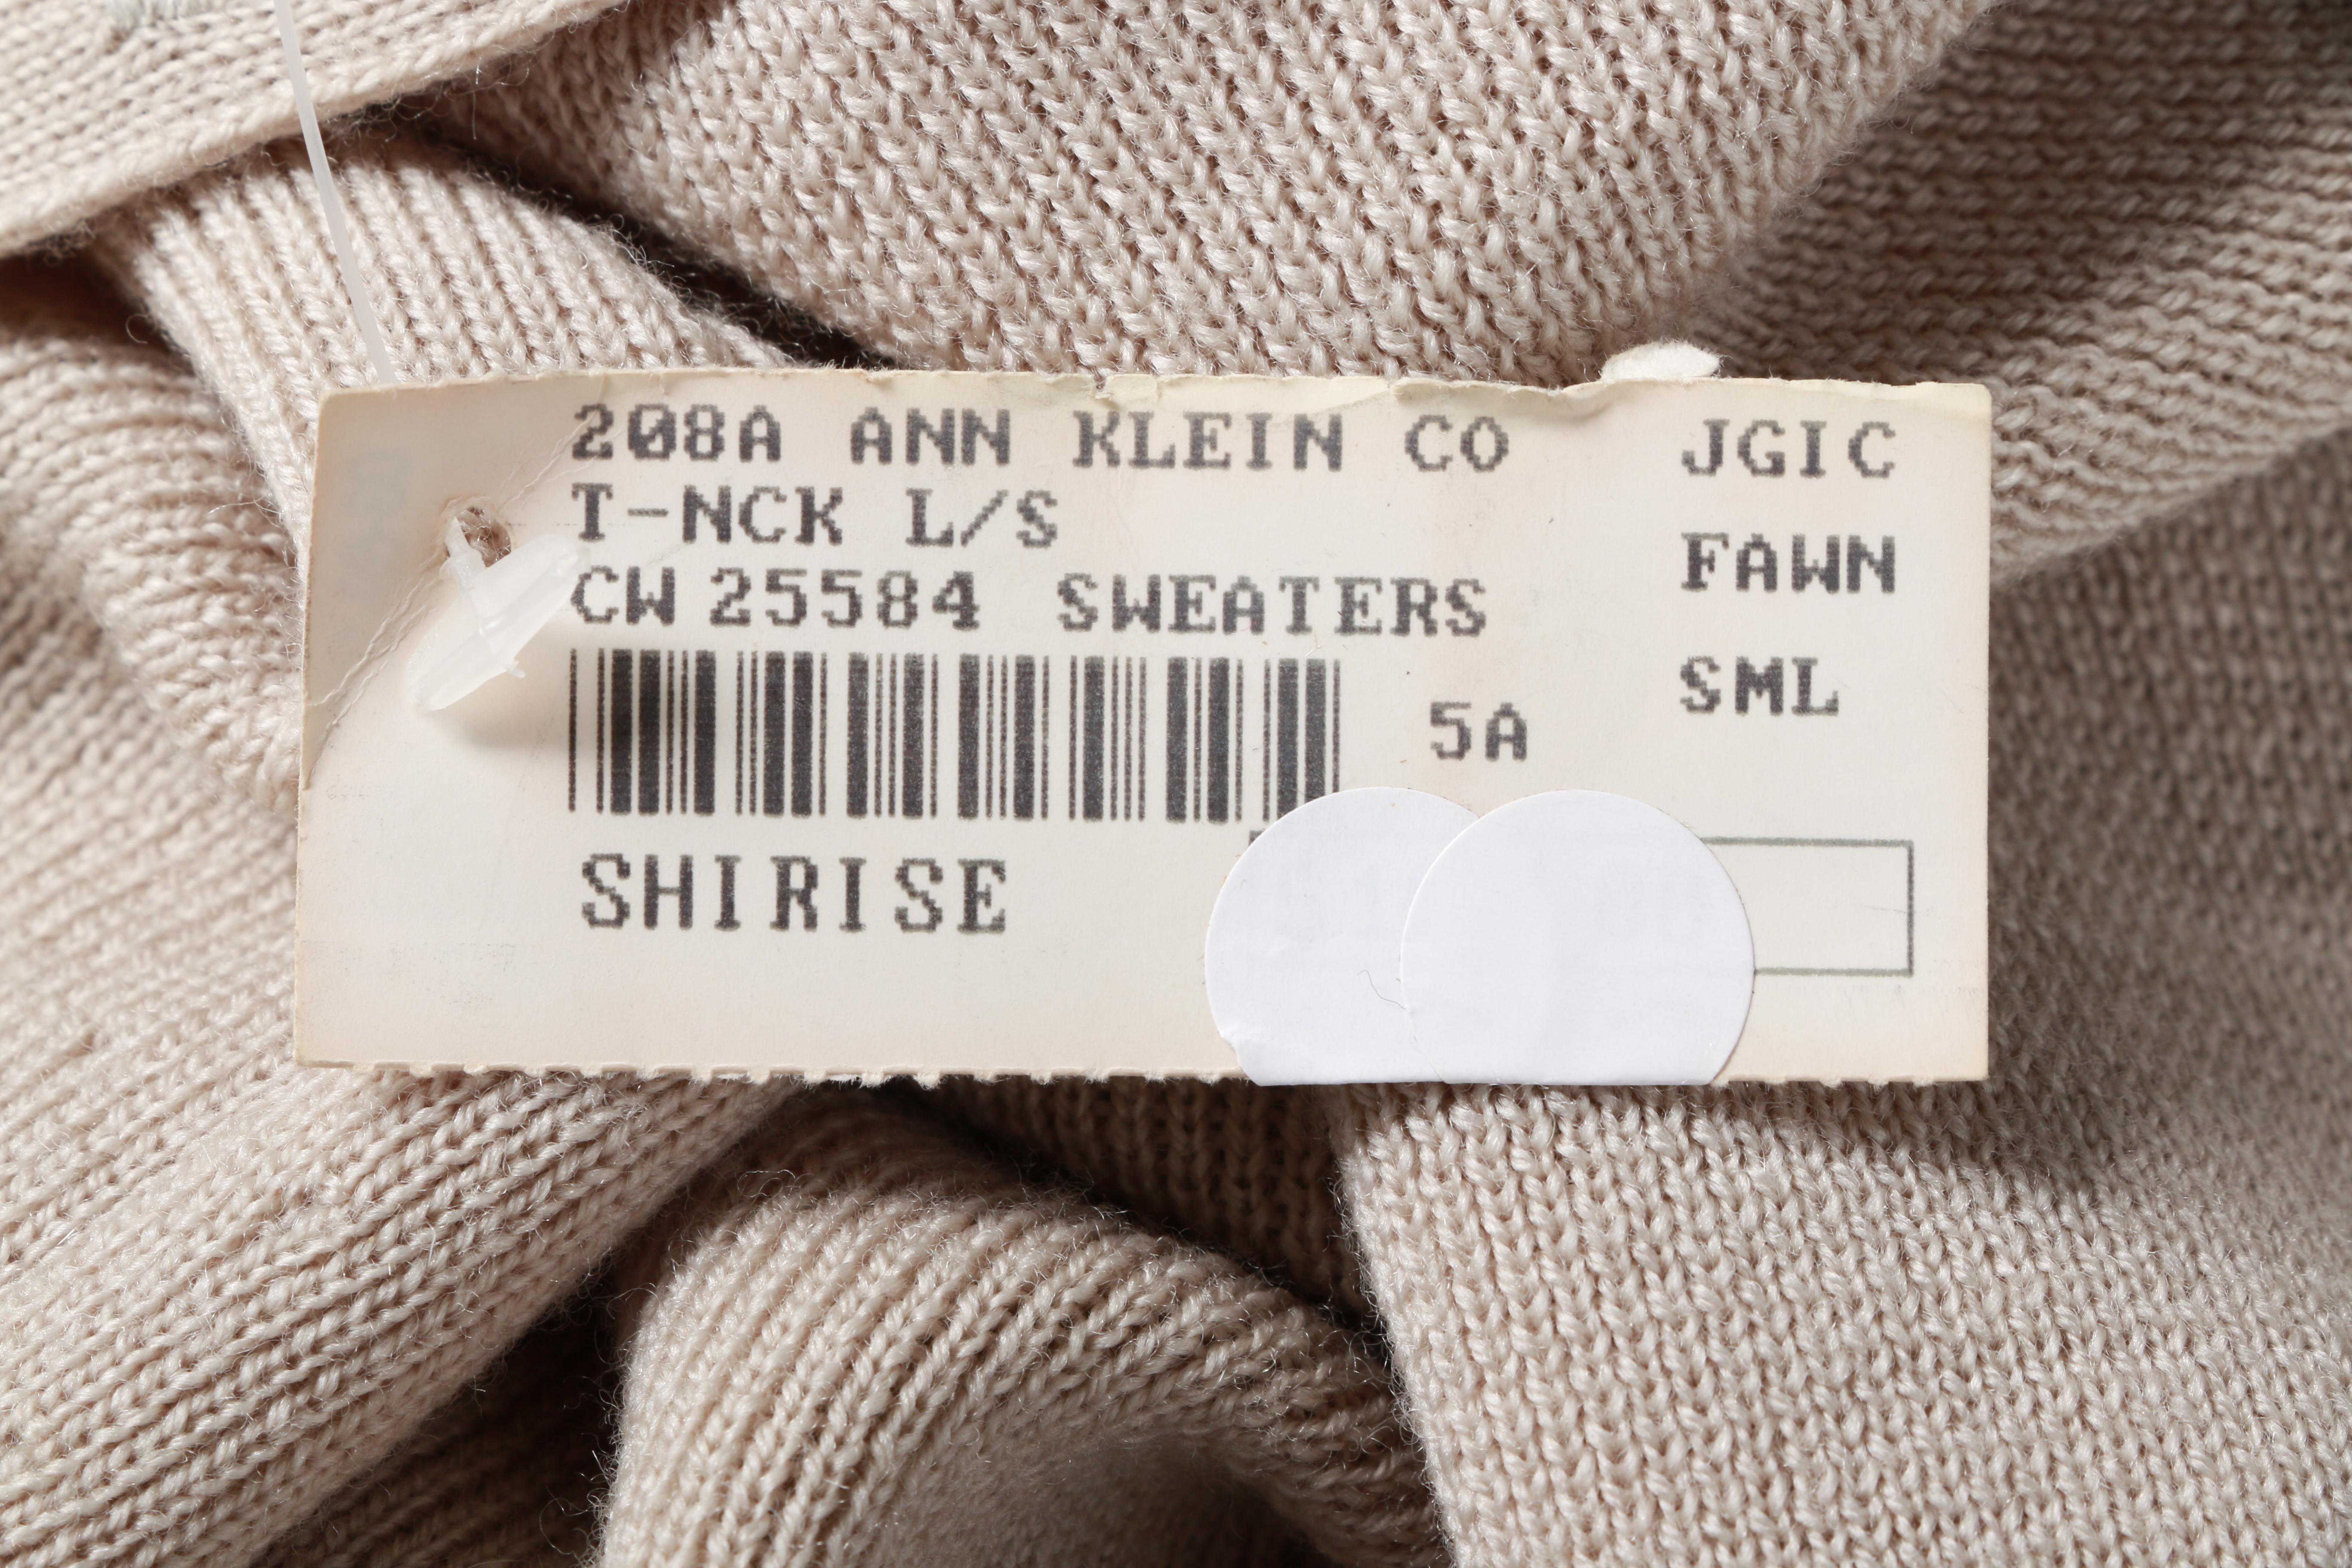 208A ANN KLEIN CO JGIC
T-NCK L/S FAWN
CW 25584 SWEATERS
SML
5A
SHIRISE